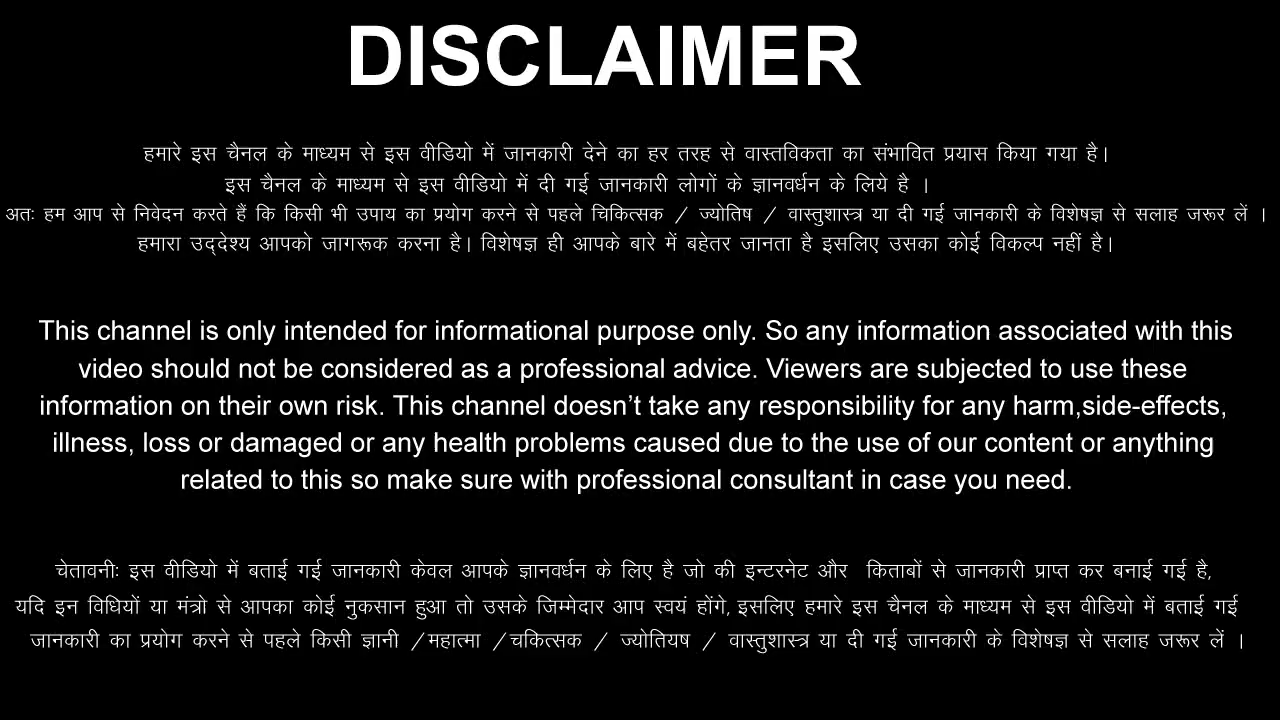 DISCLAIMER
हमारे इस चैनल के माध्यम से इस वीडियो में जानकारी देने का हर तरह से वास्तविकता का संभावित प्रयास किया गया है।
इस चैनल के माध्यम से इस वीडियो में दी गई जानकारी लोगों के ज्ञानवर्धन के लिये है ।
अतः हम आप से निवेदन करते हैं कि किसी भी उपाय का प्रयोग करने से पहले चिकित्सक / ज्योतिष / वास्तुशास्त्र या दी गई जानकारी के विशेषज्ञ से सलाह जरूर लें ।
हमारा उद्देश्य आपको जागरूक करना है। विशेषज्ञ ही आपके बारे में बहेतर जानता है इसलिए उसका कोई विकल्प नहीं है।
This channel is only intended for informational purpose only. So any information associated with this
video should not be considered as a professional advice. Viewers are subjected to use these
information on their own risk. This channel doesn’t take any responsibility for any harm,side-effects,
illness, loss or damaged or any health problems caused due to the use of our content or anything
related to this so make sure with professional consultant in case you need.
चेतावनीः इस वीडियो में बताई गई जानकारी केवल आपके ज्ञानवर्धन के लिए है जो की इन्टरनेट और किताबों से जानकारी प्राप्त कर बनाई गई है,
यदि इन विधियों या मंत्रो से आपका कोई नुकसान हुआ तो उसके जिम्मेदार आप स्वयं होंगे, इसलिए हमारे इस चैनल के माध्यम से इस वीडियो में बताई गई
जानकारी का प्रयोग करने से पहले किसी ज्ञानी /महात्मा /चकित्सक / ज्योतियष / वास्तुशास्त्र या दी गई जानकारी के विशेषज्ञ से सलाह जरूर लें ।